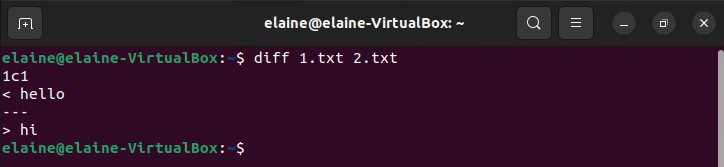 elaine@elaine-VirtualBox: ~
elaine@elaine-VirtualBox:~$ diff 1.txt 2.txt
1c1
< hello
---
> hi
elaine@elaine-VirtualBox:~$